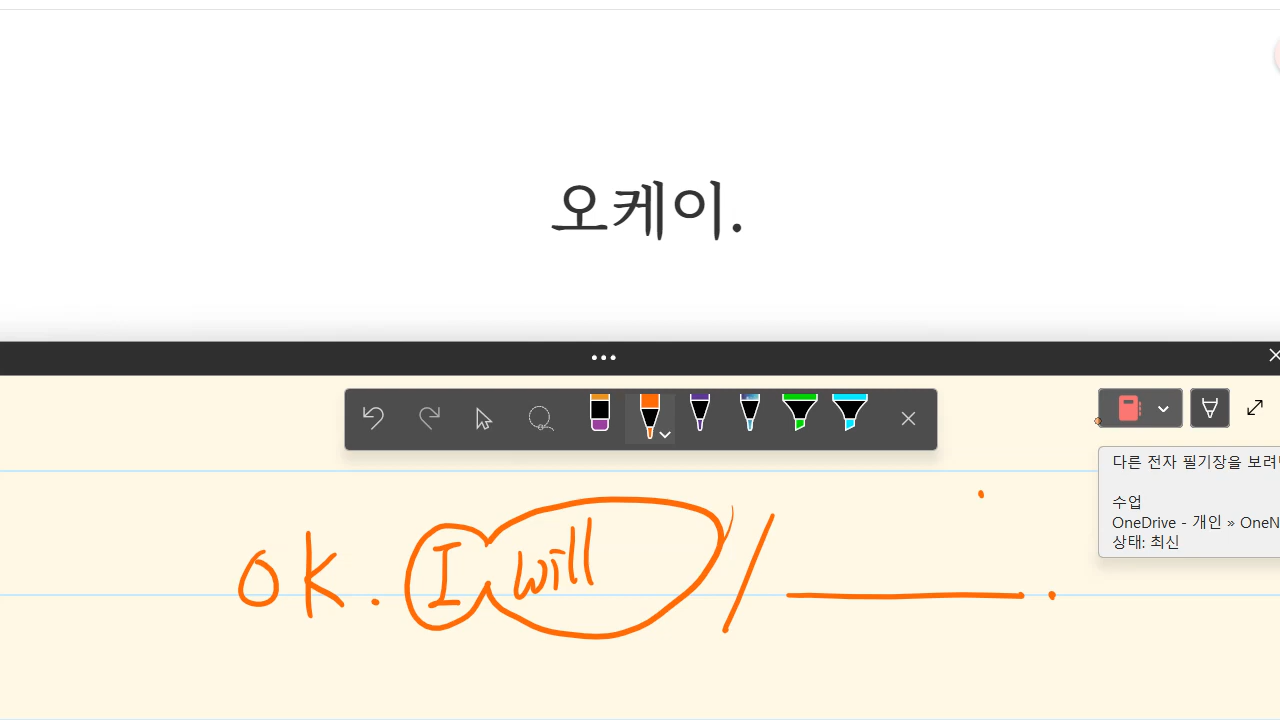 오케이.
다른 전자 필기장을 보려
수업
OneDrive - 개인 » OneN
상태: 최신
OK. I will / ______.